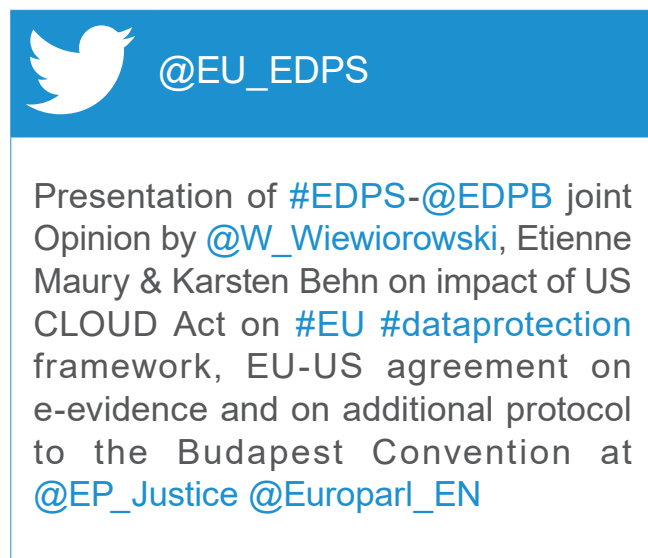 @EU_EDPS
Presentation of #EDPS-@EDPB joint
Opinion by @W_Wiewiorowski, Etienne
Maury & Karsten Behn on impact of US
CLOUD Act on #EU #dataprotection
framework, EU-US agreement on
e-evidence and on additional protocol
to the Budapest Convention at
@EP_Justice @Europarl_EN